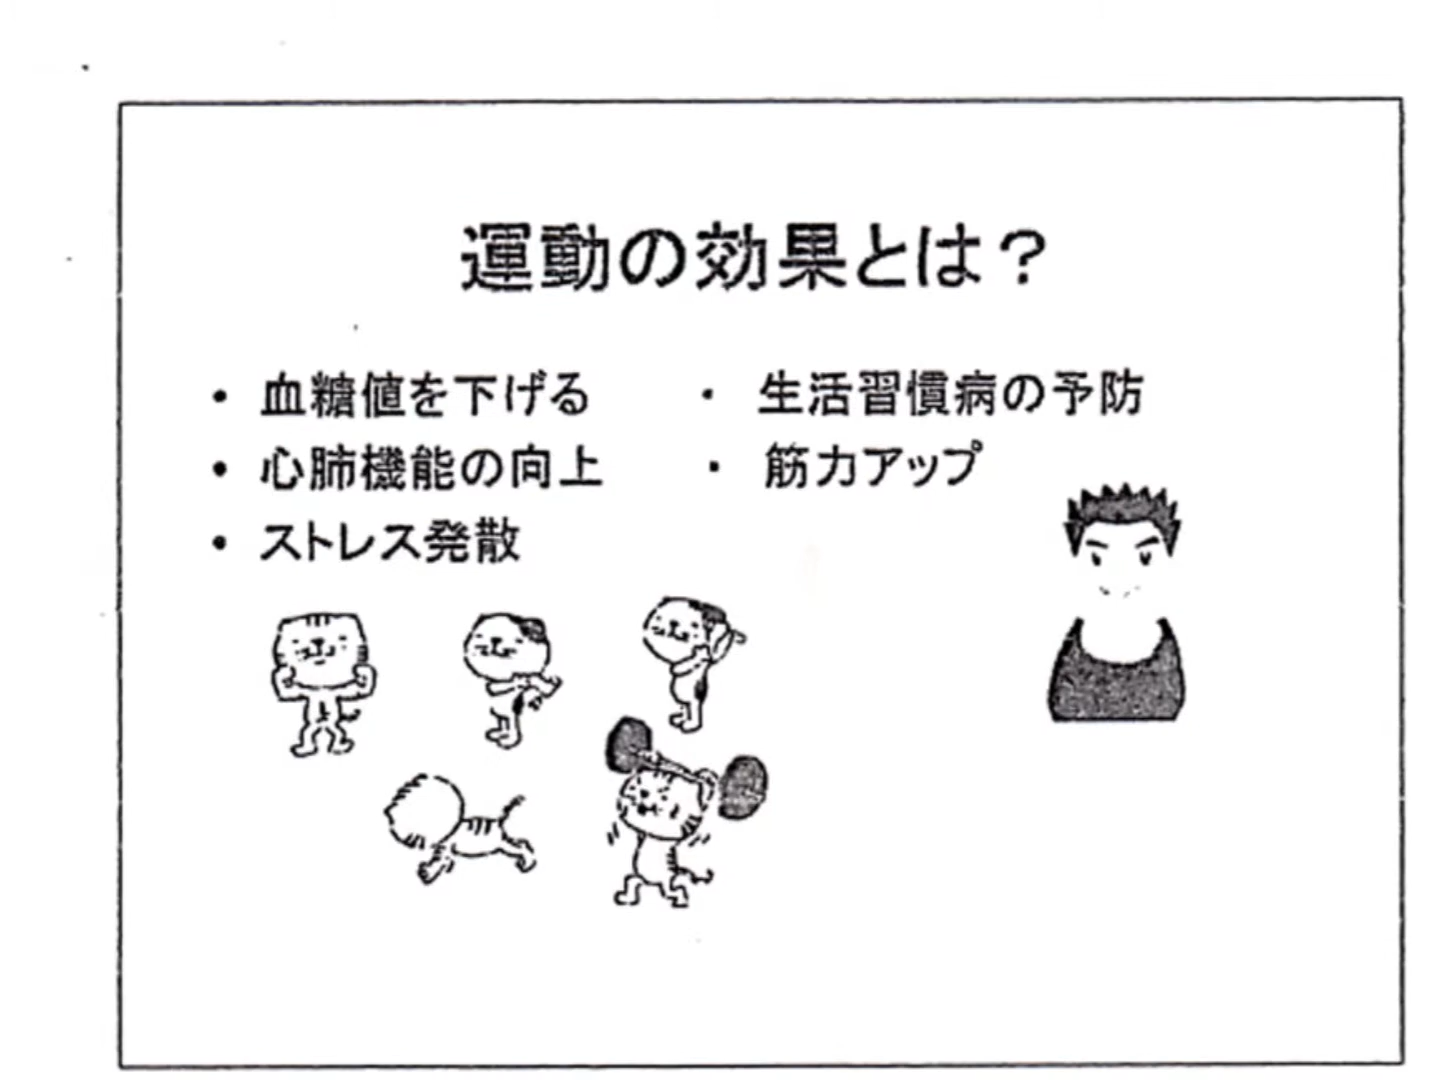 運動の効果とは？
・ 血糖値を下げる
・ 心肺機能の向上
・ ストレス発散
・ 生活習慣病の予防
・ 筋力アップ